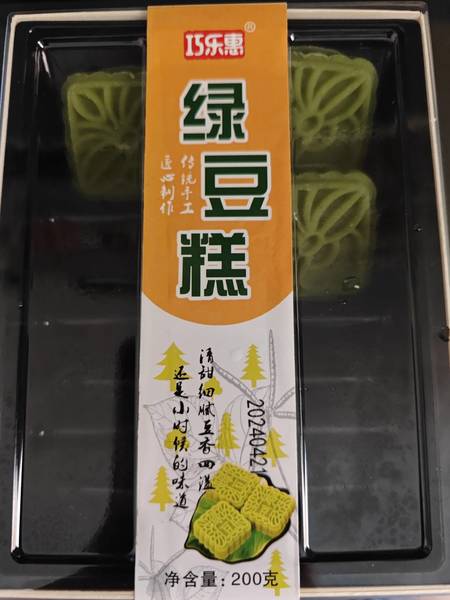 巧乐惠®
绿豆糕
传统手工
匠心制作
清甜细腻豆香四溢
还是小时候的味道
净含量:200克